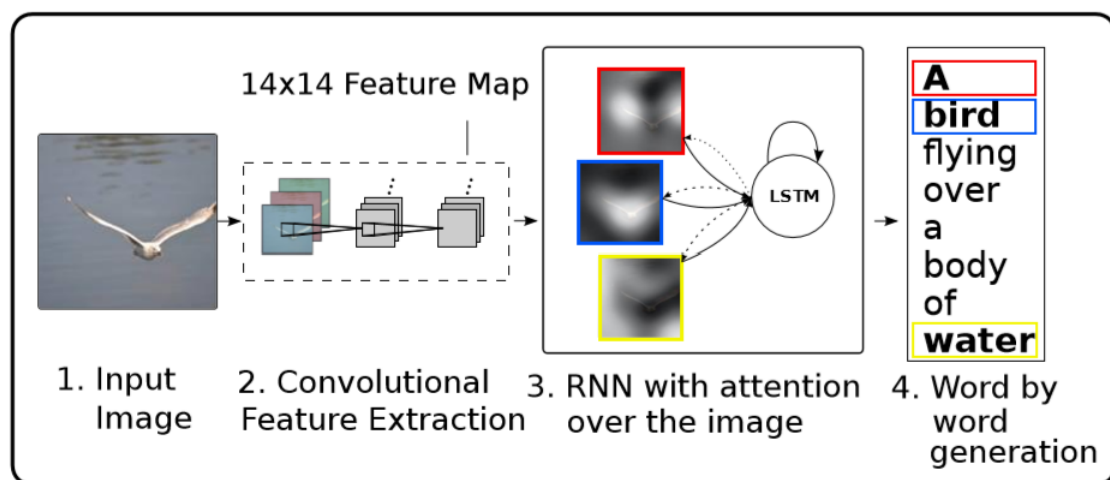 14x14 Feature Map
LSTM
A
bird
flying
over
a
body
of
water
1. Input
Image
2. Convolutional
Feature Extraction
3. RNN with attention
over the image
4. Word by
word
generation